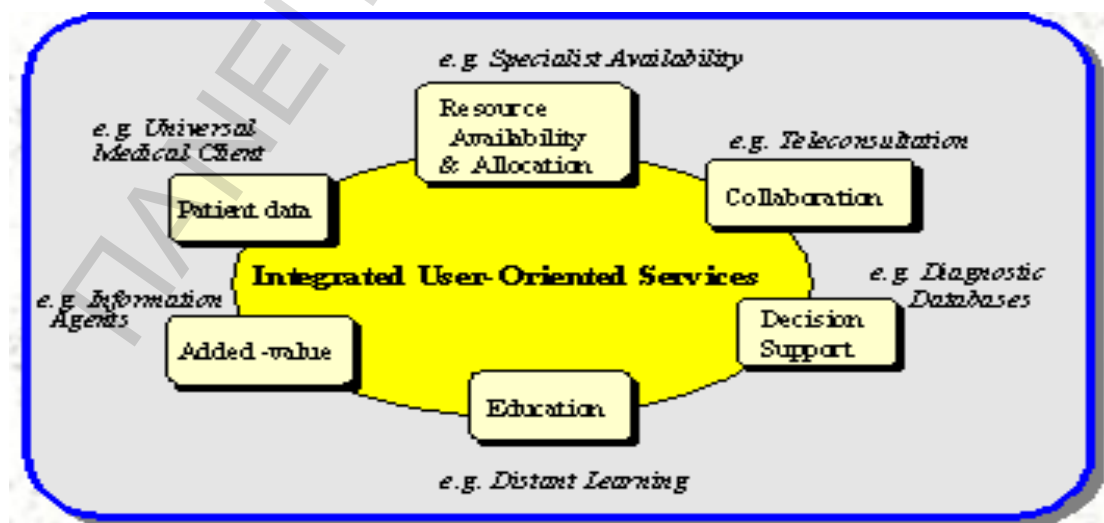 e.g. Specialist Availability
Resource
Availability
& Allocation
e.g. Universal
Medical Client
e.g. Teleconsultation
Patient data
Collaboration
Integrated User-Oriented Services
e.g. Diagnostic
Databases
e.g. Information
Agents
Decision
Support
Added-value
Education
e.g. Distant Learning
ΠΑΝΕ